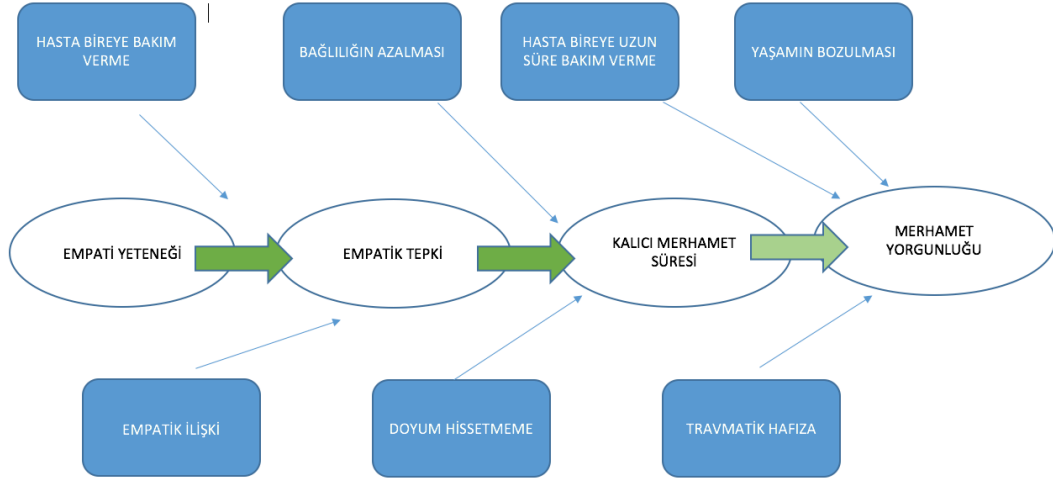 HASTA BİREYE BAKIM
VERME
BAĞLILIĞIN AZALMASI
HASTA BİREYE UZUN
SÜRE BAKIM VERME
YAŞAMIN BOZULMASI
EMPATİ YETENEĞİ
EMPATİK TEPKİ
KALICI MERHAMET
SÜRESİ
MERHAMET
YORGUNLUĞU
EMPATİK İLİŞKİ
DOYUM HİSSETMEME
TRAVMATİK HAFIZA